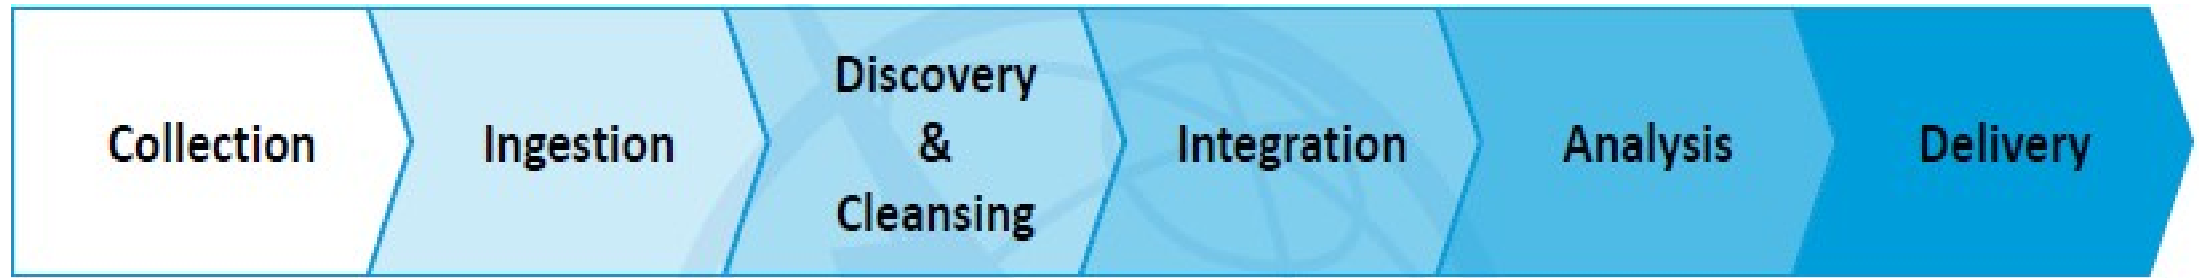 Collection
Ingestion
Discovery
&
Cleansing
Integration
Analysis
Delivery